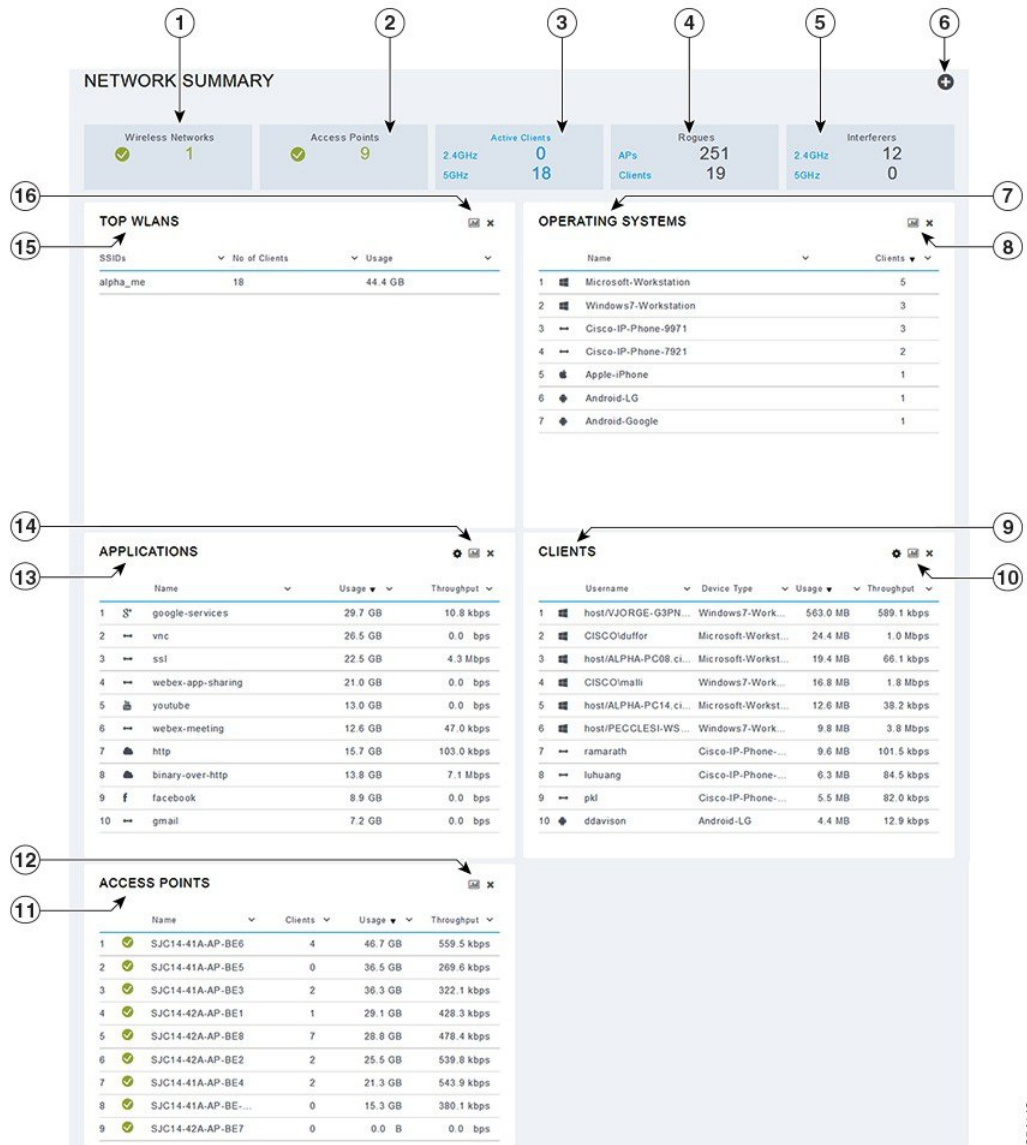 1 2 3 4 5 6
NETWORK SUMMARY
Wireless Networks
1
Access Points
9
Active Clients
2.4GHz 0
5GHz 18
Rogues
APs 251
Clients 19
Interferers
2.4GHz 12
5GHz 0
16
15
TOP WLANS
SSIDs No of Clients Usage
alpha_me 18 44.4 GB
7
8
OPERATING SYSTEMS
Name Clients
1 Microsoft-Workstation 5
2 Windows7-Workstation 3
3 Cisco-IP-Phone-9971 3
4 Cisco-IP-Phone-7921 2
5 Apple-iPhone 1
6 Android-LG 1
7 Android-Google 1
14
13
APPLICATIONS
Name Usage Throughput
1 google-services 29.7 GB 10.8 kbps
2 vnc 26.5 GB 0.0 bps
3 ssl 22.5 GB 4.3 Mbps
4 webex-app-sharing 21.0 GB 0.0 bps
5 youtube 13.0 GB 0.0 bps
6 webex-meeting 12.6 GB 47.0 kbps
7 http 15.7 GB 103.0 kbps
8 binary-over-http 13.8 GB 7.1 Mbps
9 facebook 8.9 GB 0.0 bps
10 gmail 7.2 GB 0.0 bps
9
10
CLIENTS
Username Device Type Usage Throughput
1 host/VJORGE-G3PN... Windows7-Work... 563.0 MB 589.1 kbps
2 CISCO\duffor Microsoft-Workst... 24.4 MB 1.0 Mbps
3 host/ALPHA-PC08.ci... Microsoft-Workst... 19.4 MB 66.1 kbps
4 CISCO\malli Windows7-Work... 16.8 MB 1.8 Mbps
5 host/ALPHA-PC14.ci... Microsoft-Workst... 12.6 MB 38.2 kbps
6 host/PECCLESI-WS... Windows7-Work... 9.8 MB 3.8 Mbps
7 ramarath Cisco-IP-Phone-... 9.6 MB 101.5 kbps
8 luhuang Cisco-IP-Phone-... 6.3 MB 84.5 kbps
9 pkl Cisco-IP-Phone-... 5.5 MB 82.0 kbps
10 ddavison Android-LG 4.4 MB 12.9 kbps
12
11
ACCESS POINTS
Name Clients Usage Throughput
1 SJC14-41A-AP-BE6 4 46.7 GB 559.5 kbps
2 SJC14-41A-AP-BE5 0 36.5 GB 269.6 kbps
3 SJC14-41A-AP-BE3 2 36.3 GB 322.1 kbps
4 SJC14-42A-AP-BE1 1 29.1 GB 428.3 kbps
5 SJC14-42A-AP-BE8 7 28.8 GB 478.4 kbps
6 SJC14-42A-AP-BE2 2 25.5 GB 539.8 kbps
7 SJC14-41A-AP-BE4 2 21.3 GB 543.9 kbps
8 SJC14-41A-AP-BE-... 0 15.3 GB 380.1 kbps
9 SJC14-42A-AP-BE7 0 0.0 B 0.0 bps